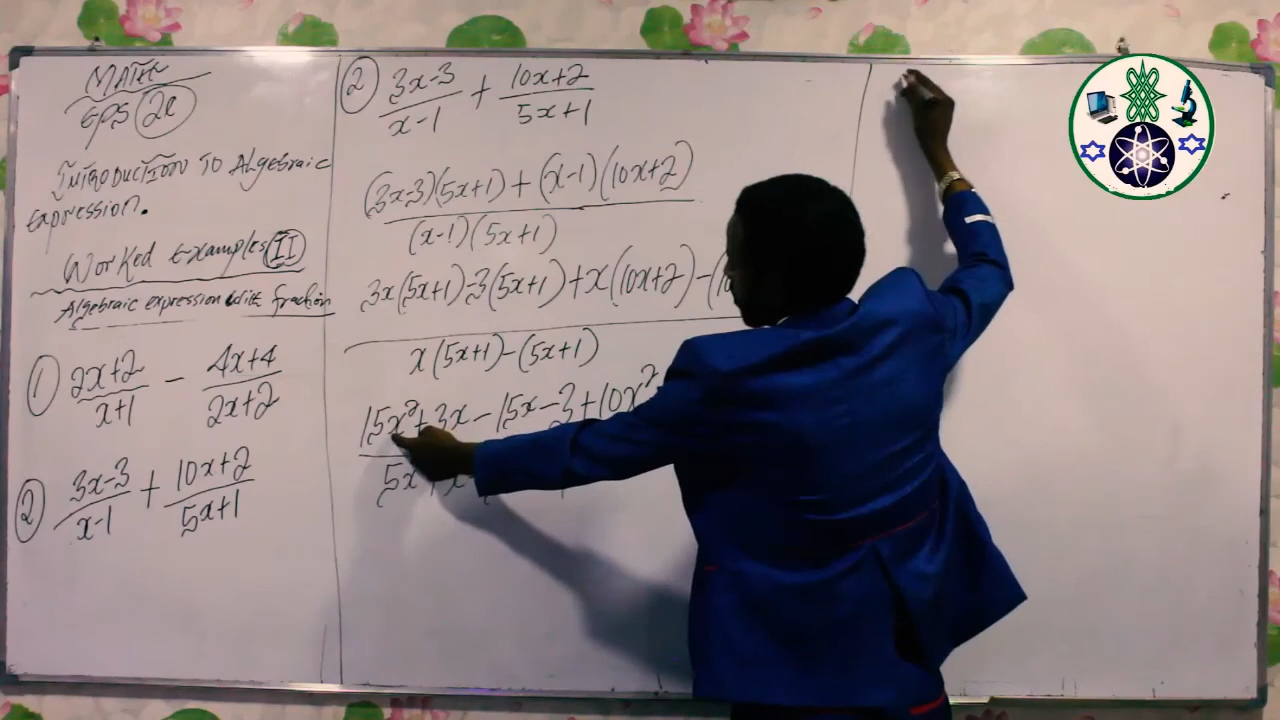 MATHS
EPS 2K
INTRODUCTION TO Algebraic
Expression.
Worked Examples II
Algebraic expression with fraction
① 2x+2/x+1 - 4x+4/2x+2
② 3x-3/x-1 + 10x+2/5x+1
② 3x-3/x-1 + 10x+2/5x+1
(3x-3)(5x+1) + (x-1)(10x+2)
(x-1)(5x+1)
3x(5x+1)-3(5x+1)+x(10x+2)-(
x(5x+1)-(5x+1)
15x²+3x-15x-3+10x²
5x